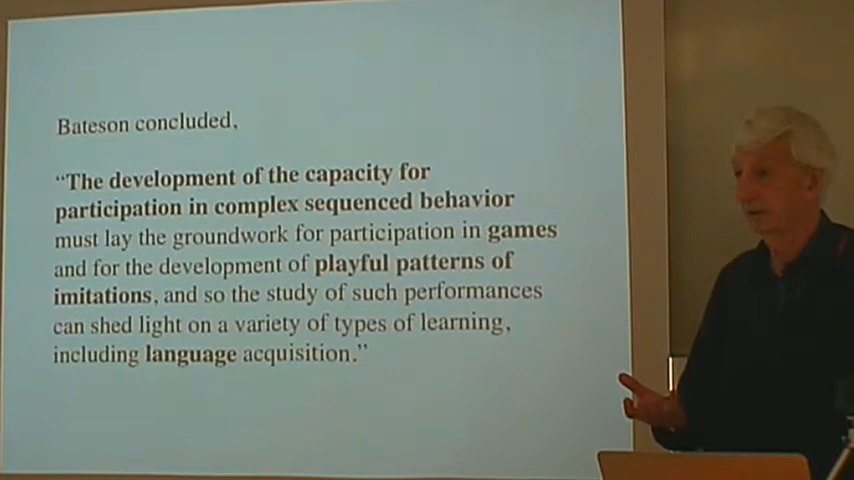 Bateson concluded,
“The development of the capacity for
participation in complex sequenced behavior
must lay the groundwork for participation in games
and for the development of playful patterns of
imitations, and so the study of such performances
can shed light on a variety of types of learning,
including language acquisition.”